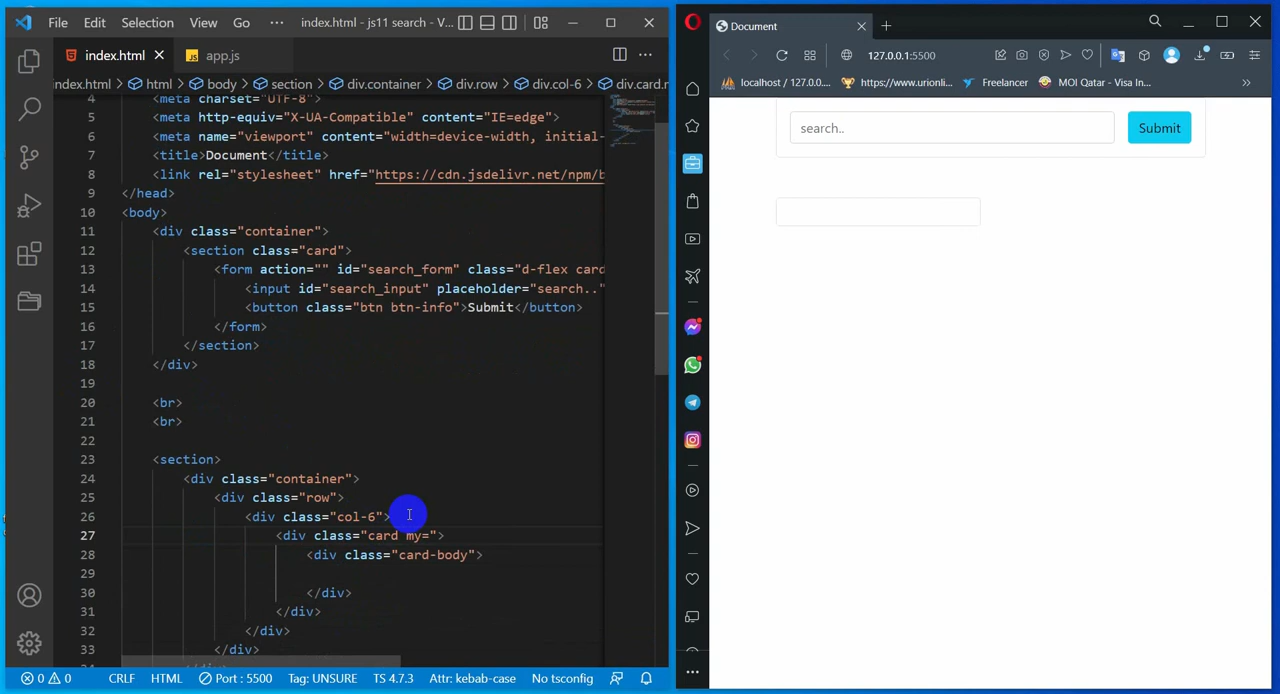 File Edit Selection View Go ··· index.html - js11 search - V...
index.html app.js
index.html > html > body > section > div.container > div.row > div.col-6 > div.card.m
4 <meta charset="UTF-8">
5 <meta http-equiv="X-UA-Compatible" content="IE=edge">
6 <meta name="viewport" content="width=device-width, initial-
7 <title>Document</title>
8 <link rel="stylesheet" href="https://cdn.jsdelivr.net/npm/b
9 </head>
10 <body>
11 <div class="container">
12 <section class="card">
13 <form action="" id="search_form" class="d-flex card
14 <input id="search_input" placeholder="search.."
15 <button class="btn btn-info">Submit</button>
16 </form>
17 </section>
18 </div>
19
20 <br>
21 <br>
22
23 <section>
24 <div class="container">
25 <div class="row">
26 <div class="col-6">
27 <div class="card my=">
28 <div class="card-body">
29
30 </div>
31 </div>
32 </div>
33 </div>
0 0 CRLF HTML Port : 5500 Tag: UNSURE TS 4.7.3 Attr: kebab-case No tsconfig
Document
127.0.0.1:5500
localhost / 127.0.0... https://www.urionli... Freelancer MOI Qatar - Visa In... »
search.. Submit